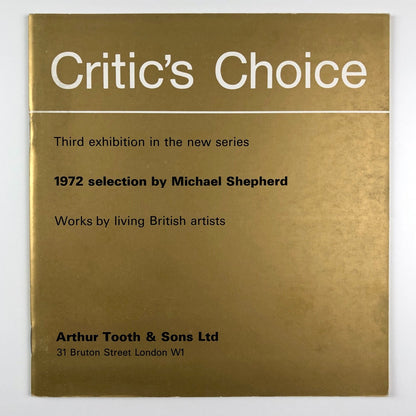 Critic's Choice
Third exhibition in the new series
1972 selection by Michael Shepherd
Works by living British artists
Arthur Tooth & Sons Ltd
31 Bruton Street London W1